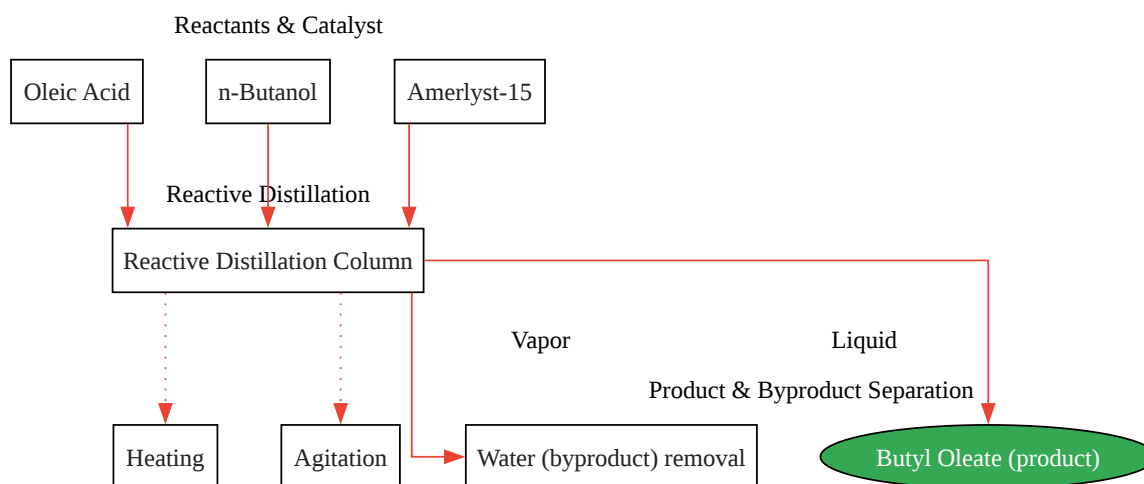 Reactants & Catalyst
Oleic Acid
n-Butanol
Amerlyst-15
Reactive Distillation
Reactive Distillation Column
Vapor
Liquid
Product & Byproduct Separation
Heating
Agitation
Water (byproduct) removal
Butyl Oleate (product)